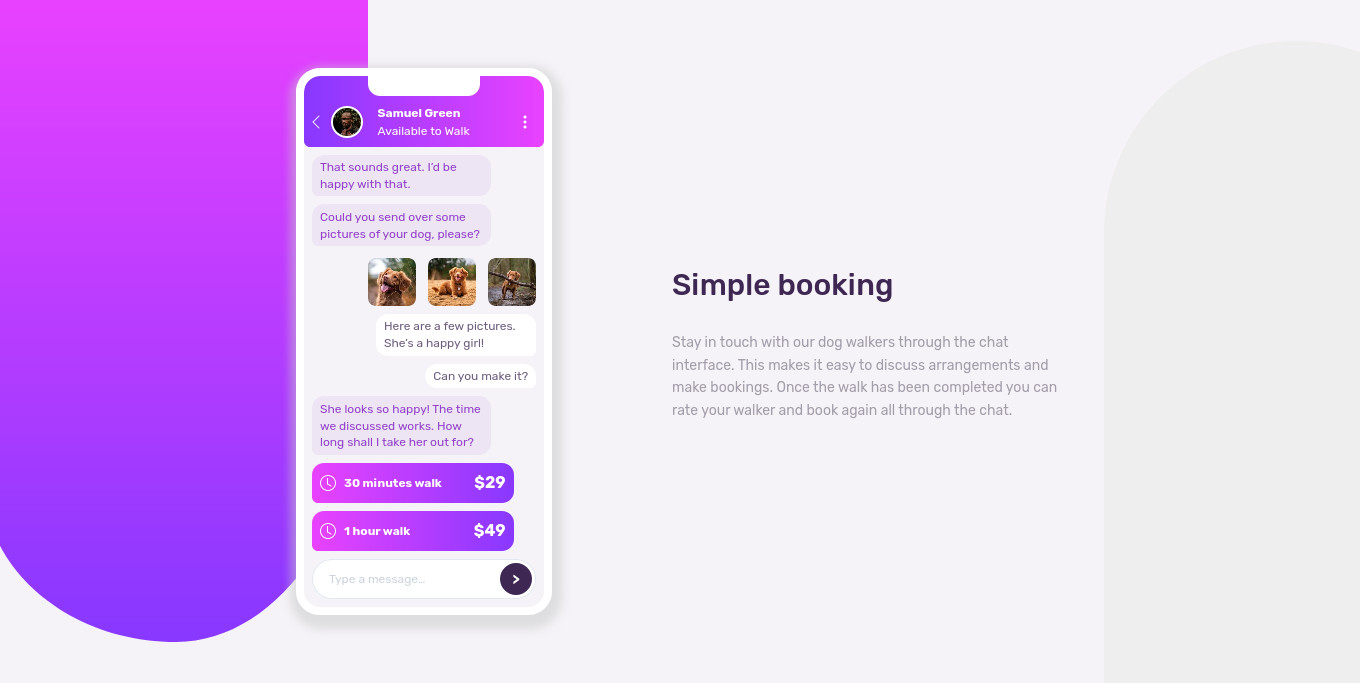 Samuel Green
Available to Walk
That sounds great. I’d be
happy with that.
Could you send over some
pictures of your dog, please?
Here are a few pictures.
She’s a happy girl!
Can you make it?
She looks so happy! The time
we discussed works. How
long shall I take her out for?
30 minutes walk $29
1 hour walk $49
Type a message…
Simple booking
Stay in touch with our dog walkers through the chat
interface. This makes it easy to discuss arrangements and
make bookings. Once the walk has been completed you can
rate your walker and book again all through the chat.